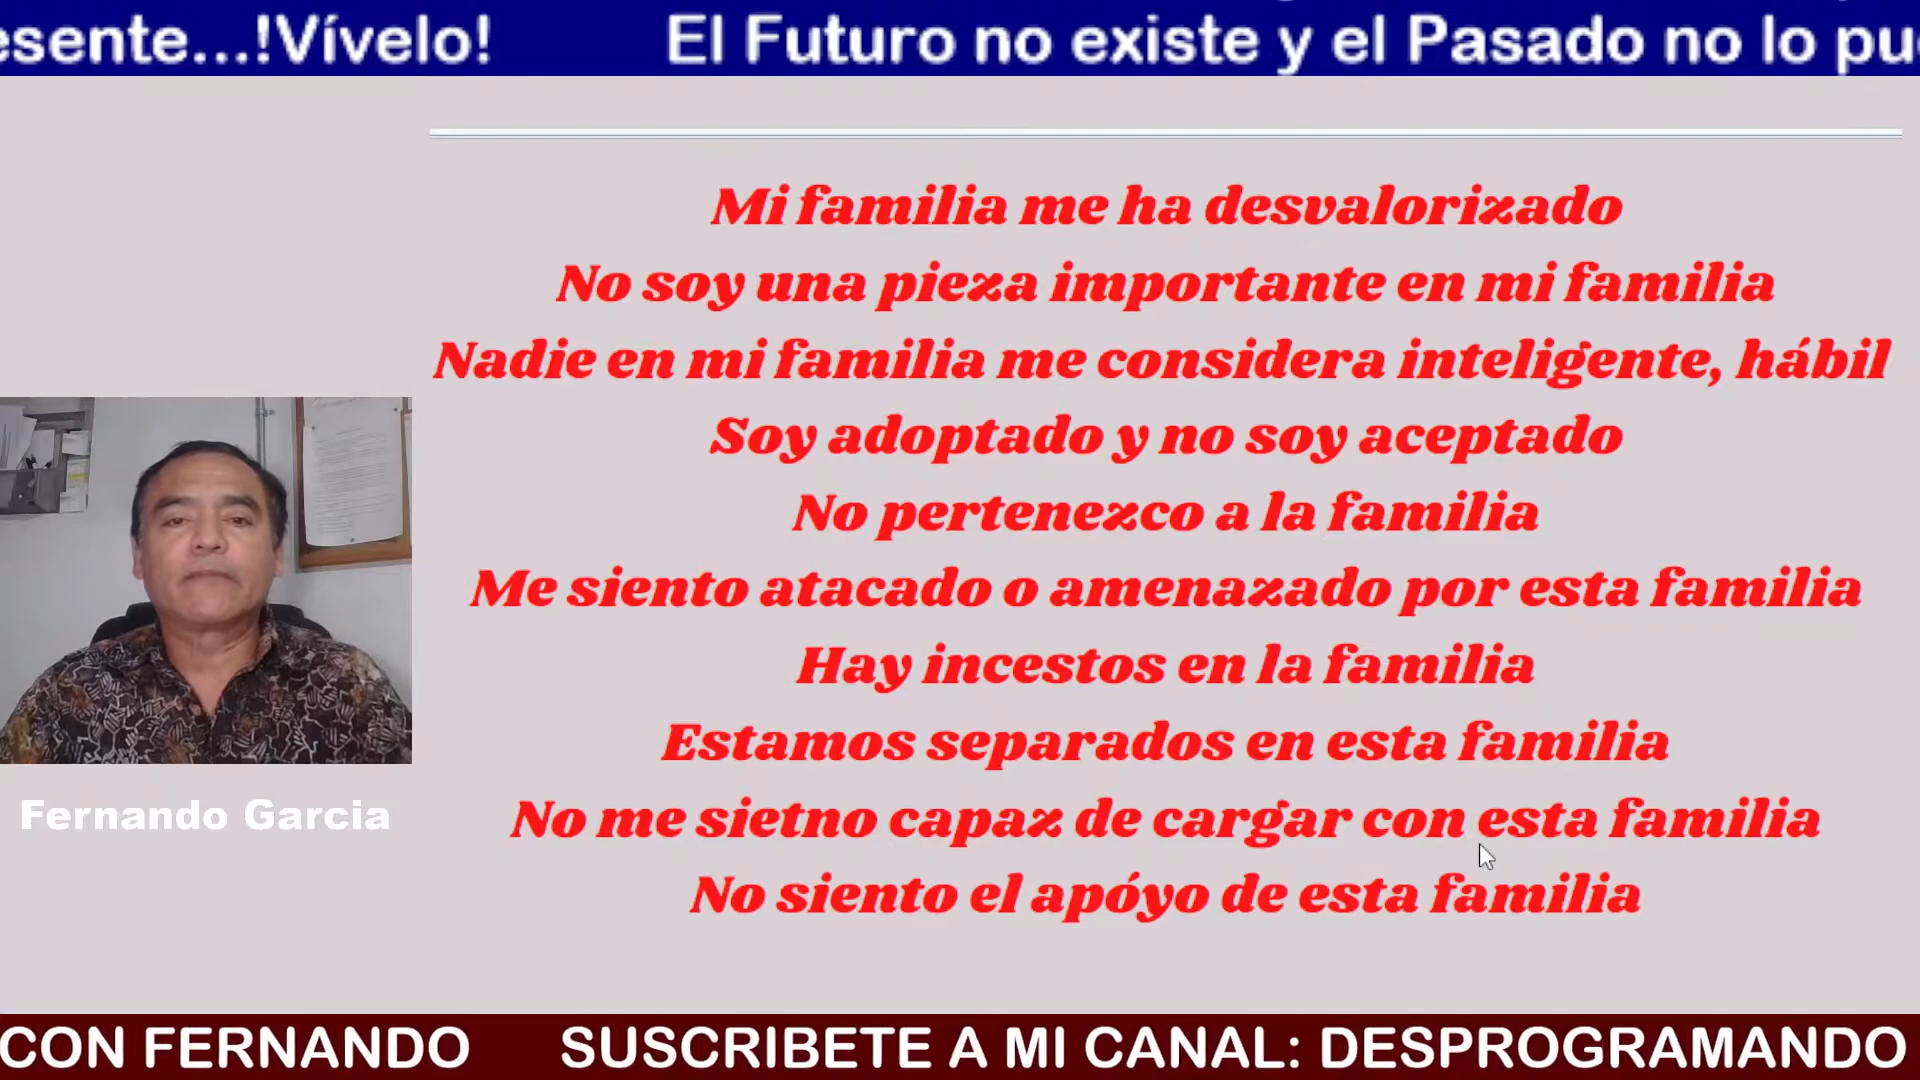 esente...!Vívelo! El Futuro no existe y el Pasado no lo
Mi familia me ha desvalorizado
No soy una pieza importante en mi familia
Nadie en mi familia me considera inteligente, hábil
Soy adoptado y no soy aceptado
No pertenezco a la familia
Me siento atacado o amenazado por esta familia
Hay incestos en la familia
Estamos separados en esta familia
No me sietno capaz de cargar con esta familia
No siento el apóyo de esta familia
Fernando Garcia
CON FERNANDO SUSCRIBETE A MI CANAL: DESPROGRAMANDO